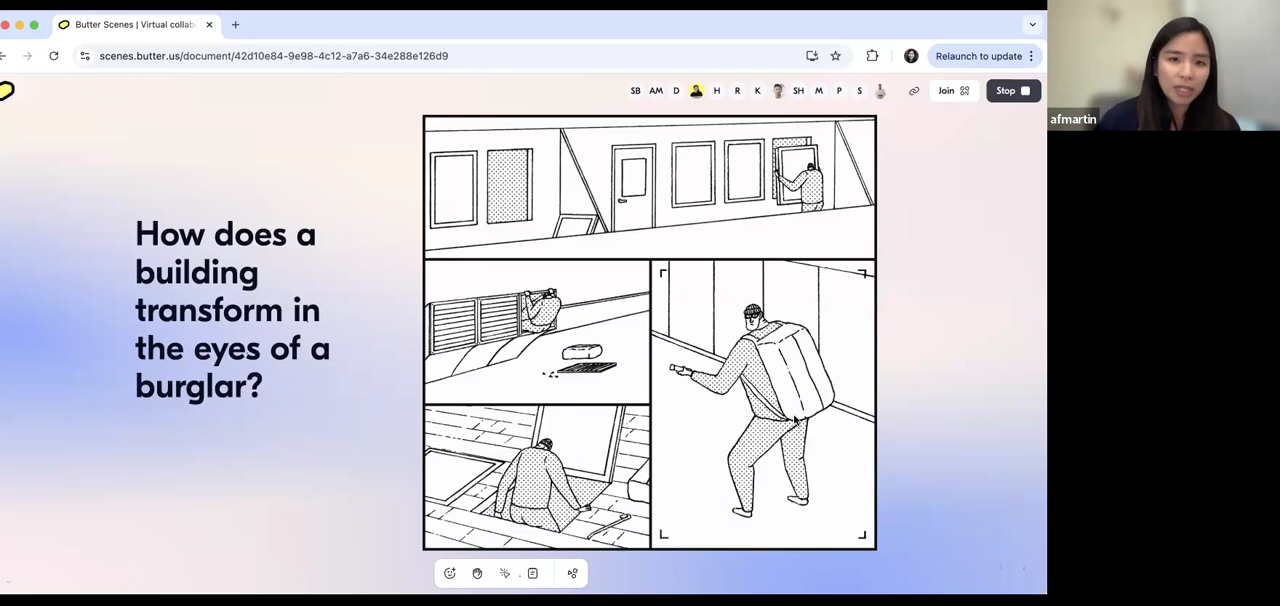 Butter Scenes | Virtual collab
Relaunch to update
scenes.butter.us/document/42d10e84-9e98-4c12-a7a6-34e288e126d9
SB AM D H R K SH M P S
Join
Stop
afmartin
How does a
building
transform in
the eyes of a
burglar?